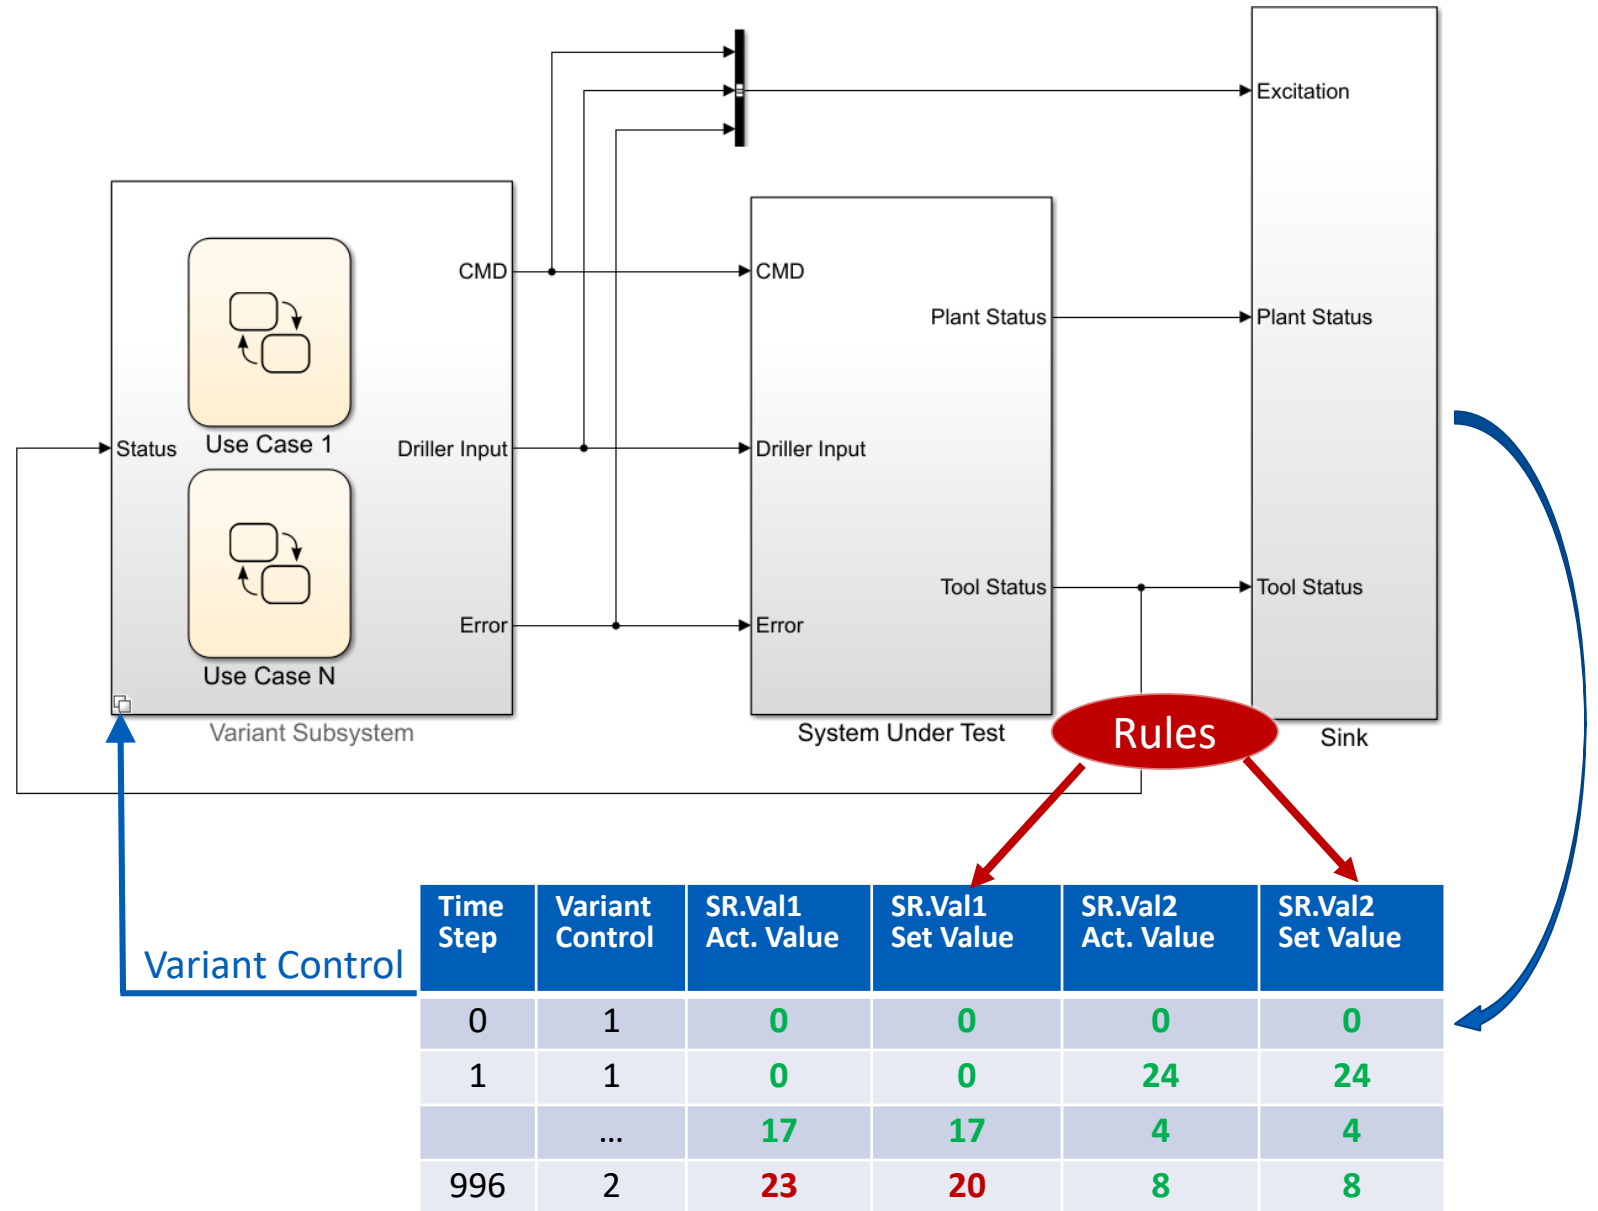 Excitation
CMD
CMD
Plant Status
Plant Status
Use Case 1
Status
Driller Input
Driller Input
Tool Status
Tool Status
Error
Error
Use Case N
Variant Subsystem
System Under Test
Rules
Sink
Variant Control
Time Step
Variant Control
SR.Val1 Act. Value
SR.Val1 Set Value
SR.Val2 Act. Value
SR.Val2 Set Value
0 1 0 0 0 0
1 1 0 0 24 24
... 17 17 4 4
996 2 23 20 8 8